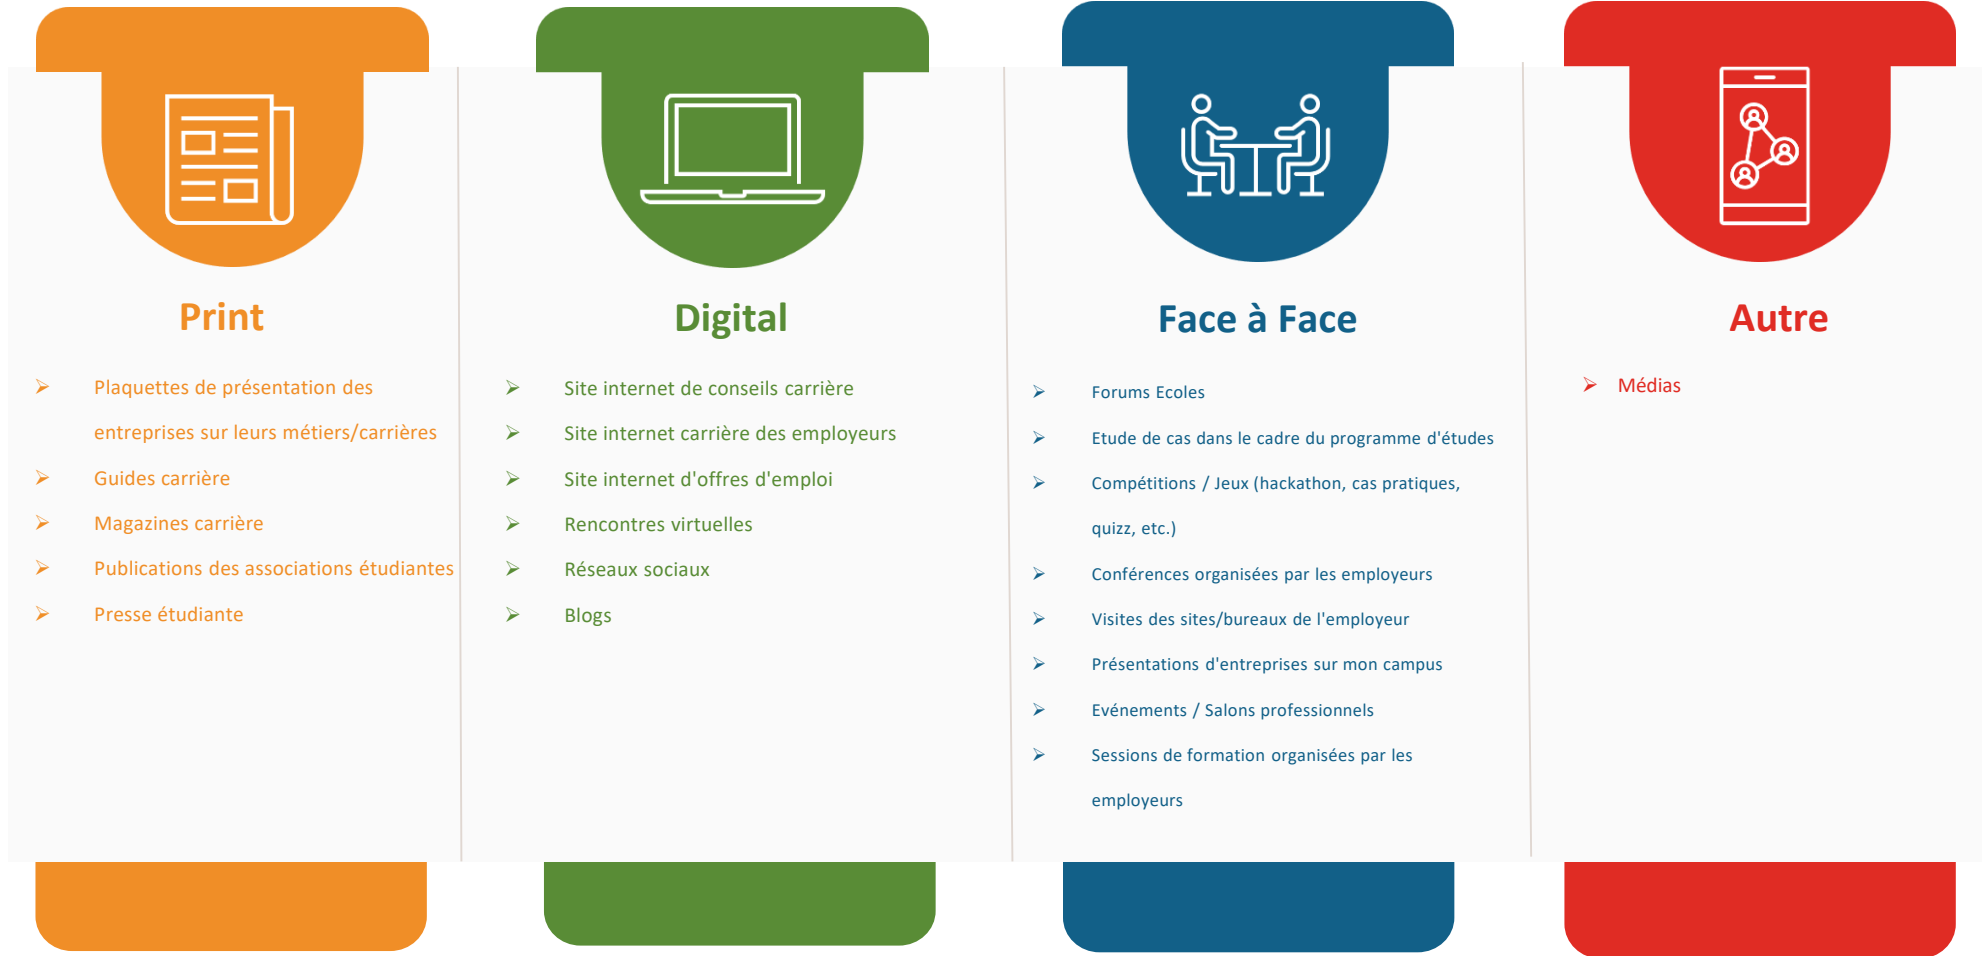 Print
➢ Plaquettes de présentation des
entreprises sur leurs métiers/carrières
➢ Guides carrière
➢ Magazines carrière
➢ Publications des associations étudiantes
➢ Presse étudiante
Digital
➢ Site internet de conseils carrière
➢ Site internet carrière des employeurs
➢ Site internet d'offres d'emploi
➢ Rencontres virtuelles
➢ Réseaux sociaux
➢ Blogs
Face à Face
➢ Forums Ecoles
➢ Etude de cas dans le cadre du programme d'études
➢ Compétitions / Jeux (hackathon, cas pratiques,
quizz, etc.)
➢ Conférences organisées par les employeurs
➢ Visites des sites/bureaux de l'employeur
➢ Présentations d'entreprises sur mon campus
➢ Evénements / Salons professionnels
➢ Sessions de formation organisées par les
employeurs
Autre
➢ Médias